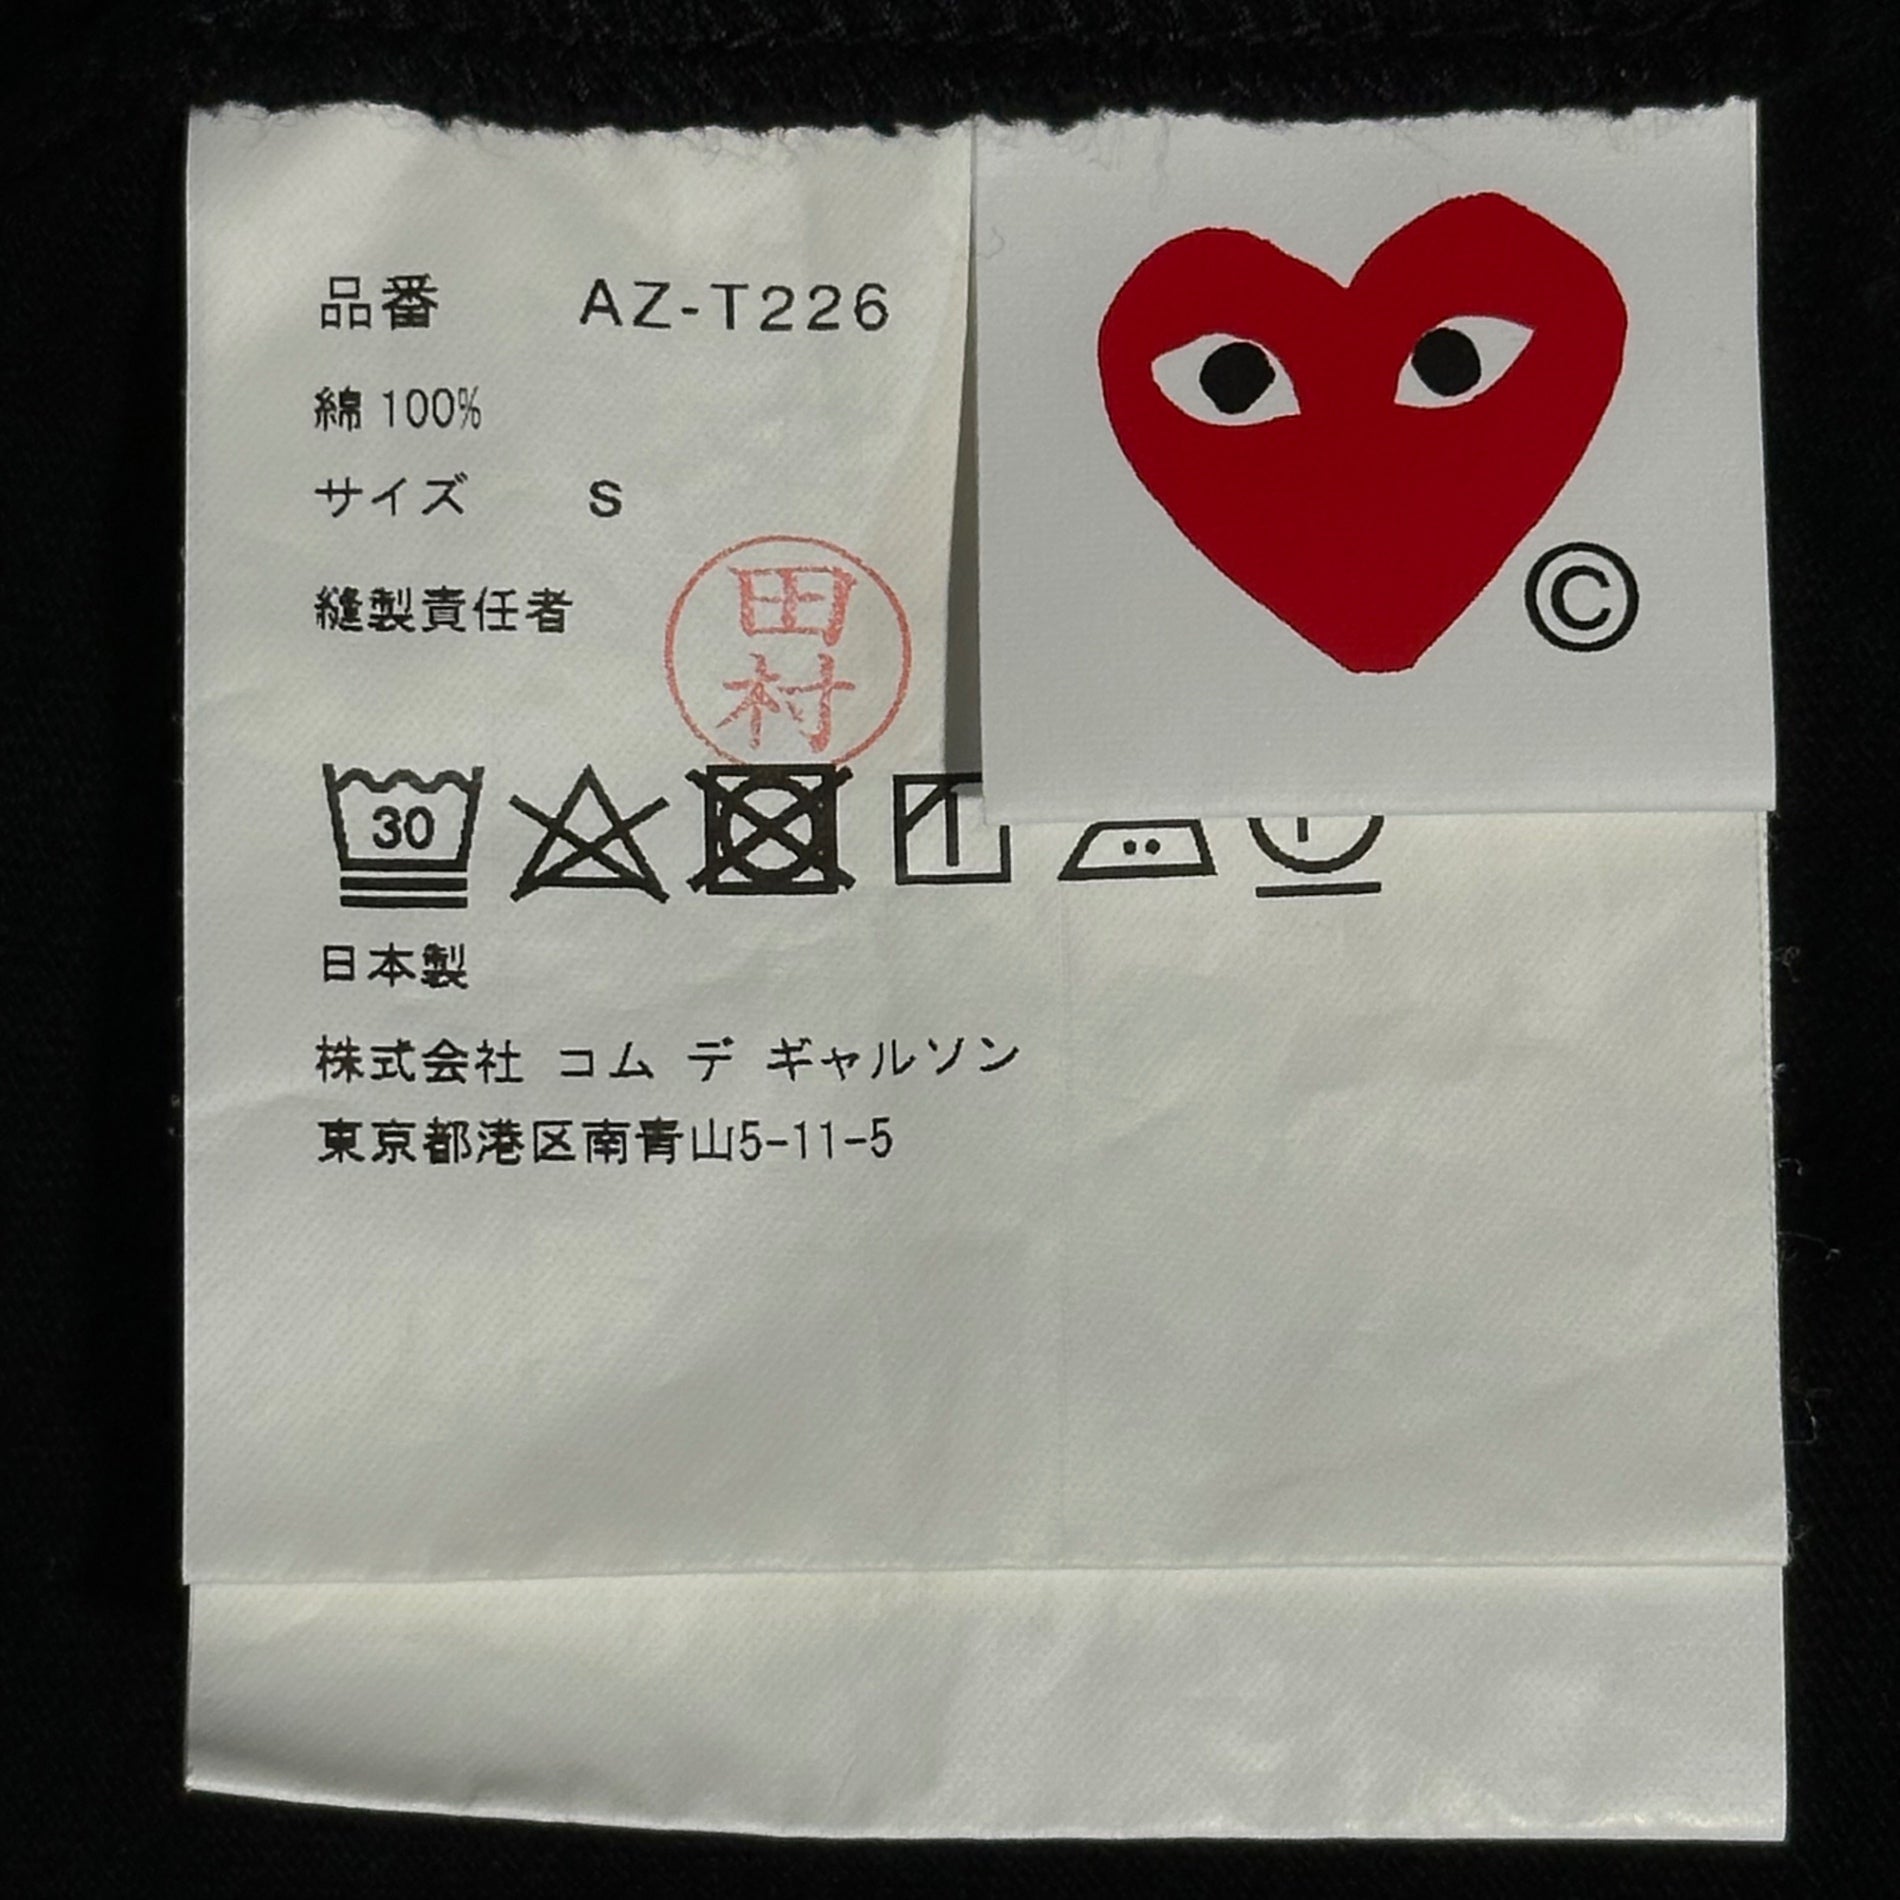 品番 AZ-T226
綿 100%
サイズ S
縫製責任者
田村
30
日本製
株式会社 コム デ ギャルソン
東京都港区南青山5-11-5
©